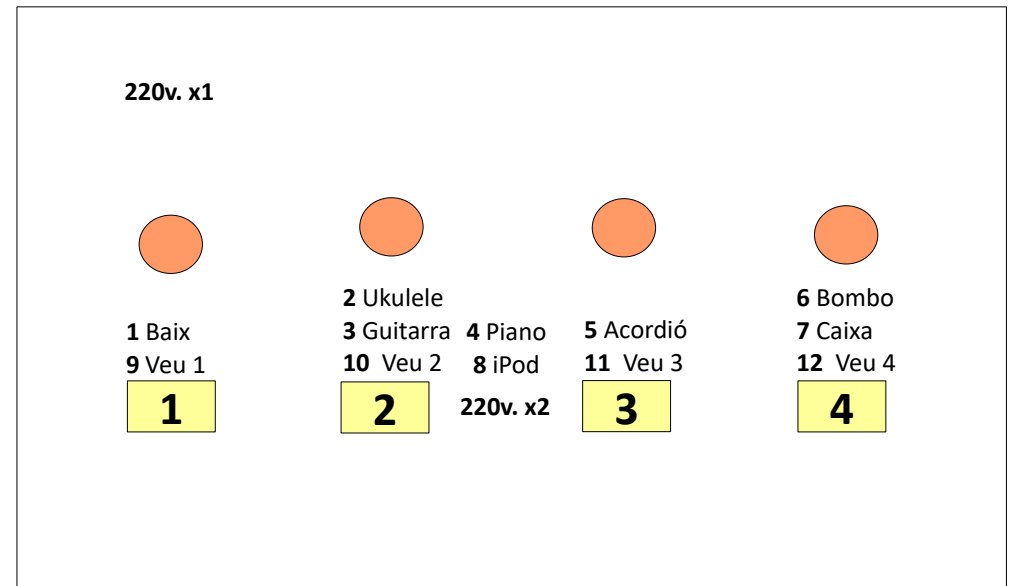 220v. x1
1 Baix
9 Veu 1
1
2 Ukulele
3 Guitarra
10 Veu 2
2
4 Piano
8 iPod
220v. x2
5 Acordió
11 Veu 3
3
6 Bombo
7 Caixa
12 Veu 4
4